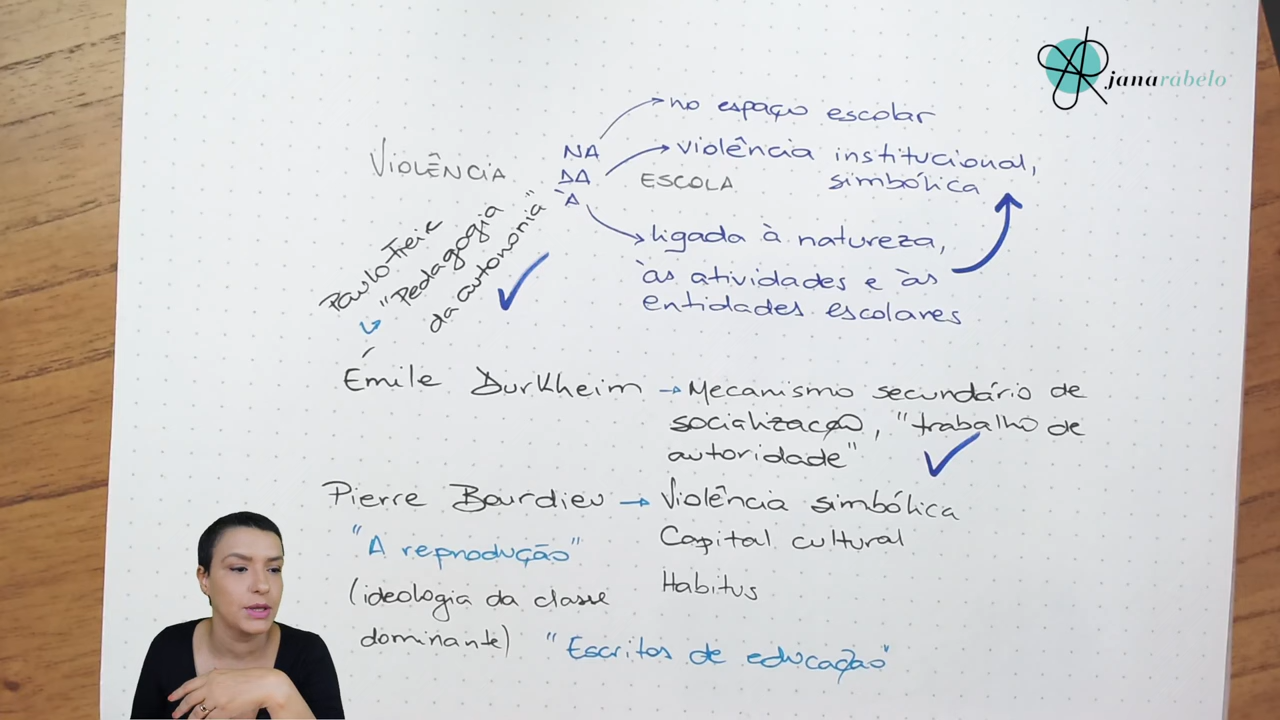 janarabelo
no espaço escolar
VIOLÊNCIA NA ESCOLA
DA
À
violência institucional,
simbólica
ligada à natureza,
às atividades e às
entidades escolares
Paulo Freire
"Pedagogia
da autonomia"
Émile Durkheim → Mecanismo secundário de
socialização, "trabalho de
autoridade"
Pierre Bourdieu → Violência simbólica
"A reprodução" Capital cultural
(ideologia da classe Habitus
dominante) "Escritos de educação"